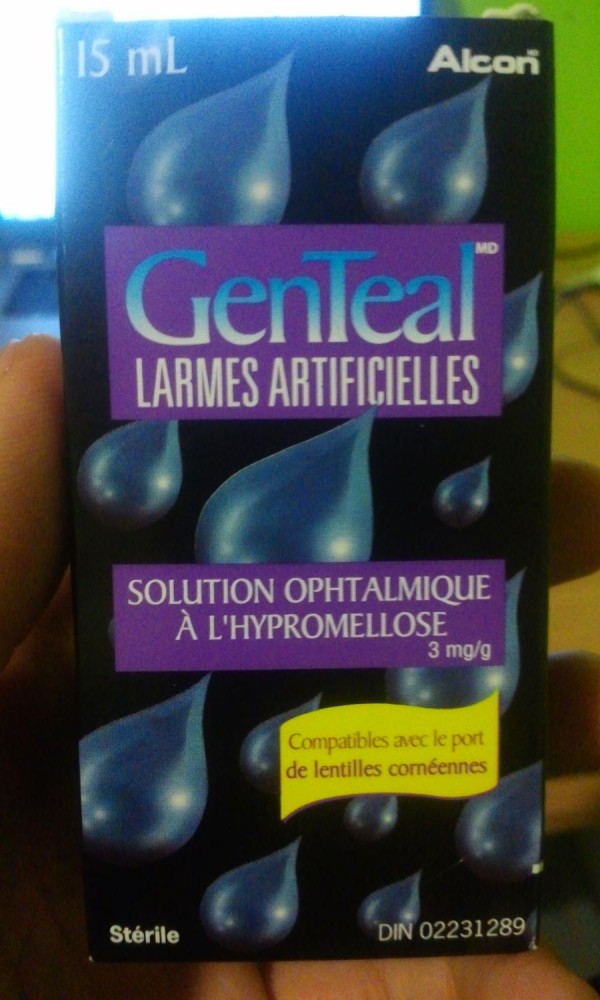 15 mL
Alcon MD
GenTeal MD
LARMES ARTIFICIELLES
SOLUTION OPHTALMIQUE
À L'HYPROMELLOSE
3 mg/g
Compatibles avec le port
de lentilles cornéennes
Stérile
DIN 02231289